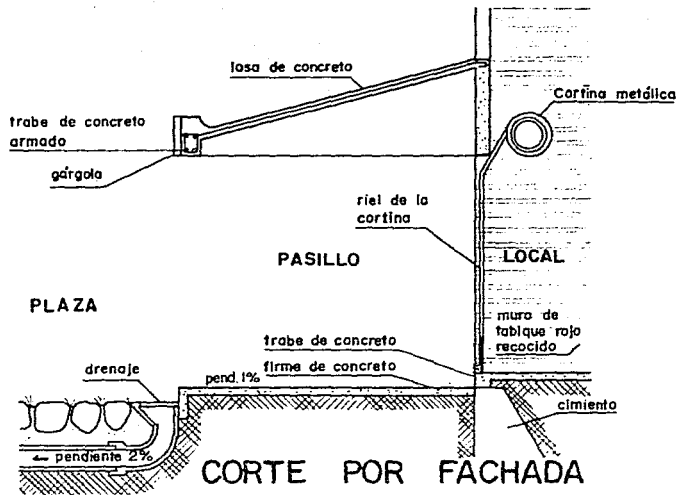 losa de concreto
Cortina metálica
trabe de concreto
armado
gárgola
riel de la
cortina
PASILLO
LOCAL
PLAZA
muro de
tabique rojo
recocido
trabe de concreto
firme de concreto
drenaje
pend. 1%
cimiento
← pendiente 2%
CORTE POR FACHADA